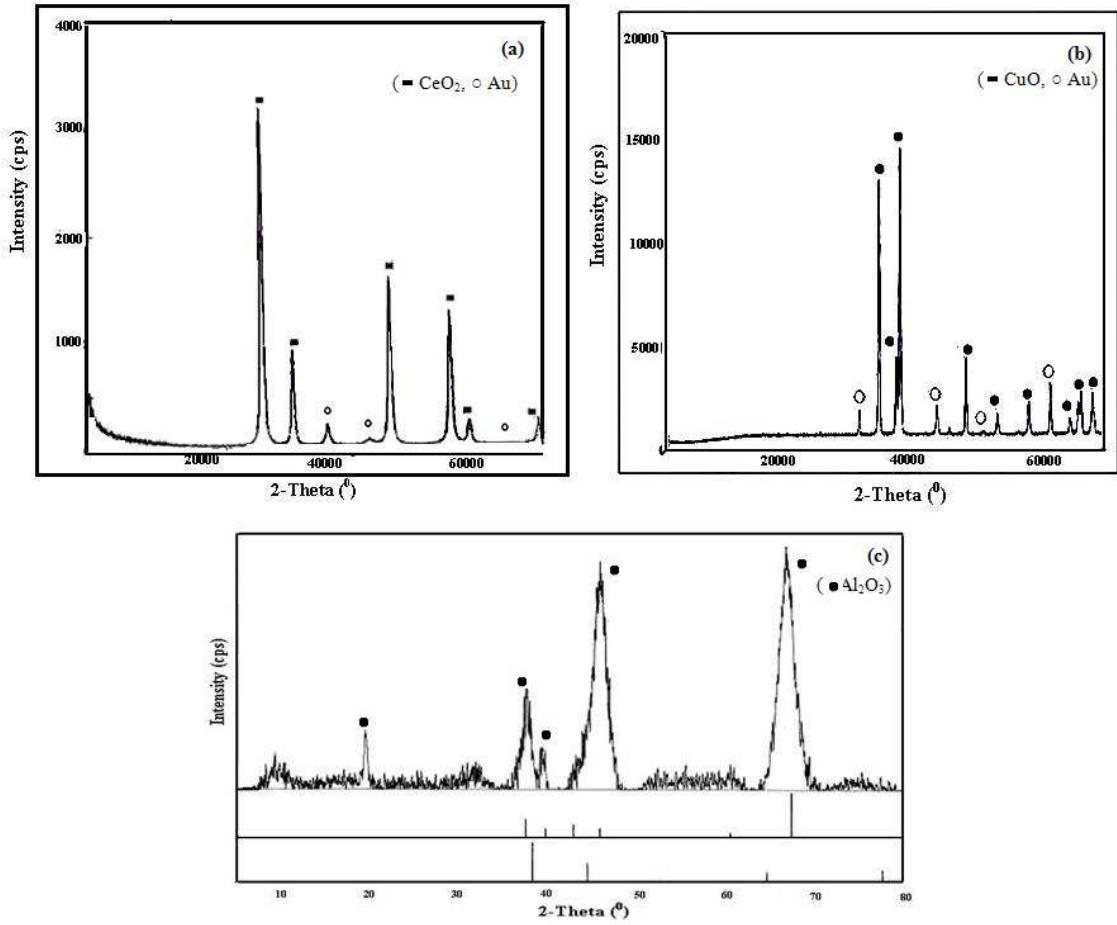 4000
3000
2000
1000
Intensity (cps)
(a)
( ▬ CeO₂, ○ Au)
20000 40000 60000
2-Theta (⁰)
20000
15000
10000
5000
0
Intensity (cps)
(b)
( ▬ CuO, ○ Au)
20000 40000 60000
2-Theta (⁰)
Intensity (cps)
(c)
( ● Al₂O₃)
10 20 30 40 50 60 70 80
2-Theta (⁰)